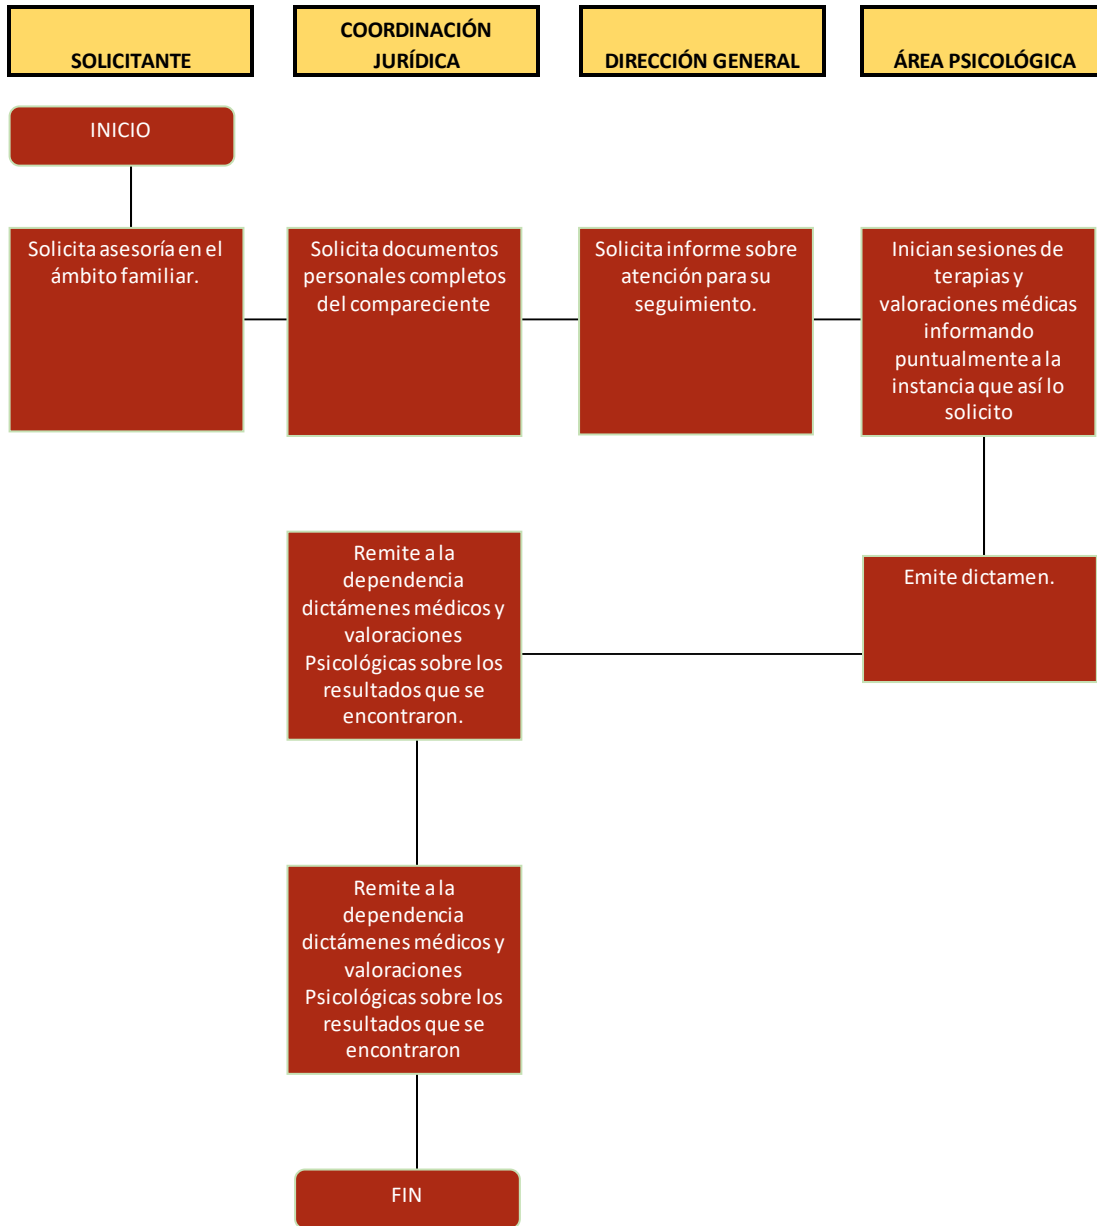 SOLICITANTE
COORDINACIÓN
JURÍDICA
DIRECCIÓN GENERAL
ÁREA PSICOLÓGICA
INICIO
Solicita asesoría en el
ámbito familiar.
Solicita documentos
personales completos
del compareciente
Solicita informe sobre
atención para su
seguimiento.
Inician sesiones de
terapias y
valoraciones médicas
informando
puntualmente a la
instancia que así lo
solicito
Remite a la
dependencia
dictámenes médicos y
valoraciones
Psicológicas sobre los
resultados que se
encontraron.
Emite dictamen.
Remite a la
dependencia
dictámenes médicos y
valoraciones
Psicológicas sobre los
resultados que se
encontraron
FIN